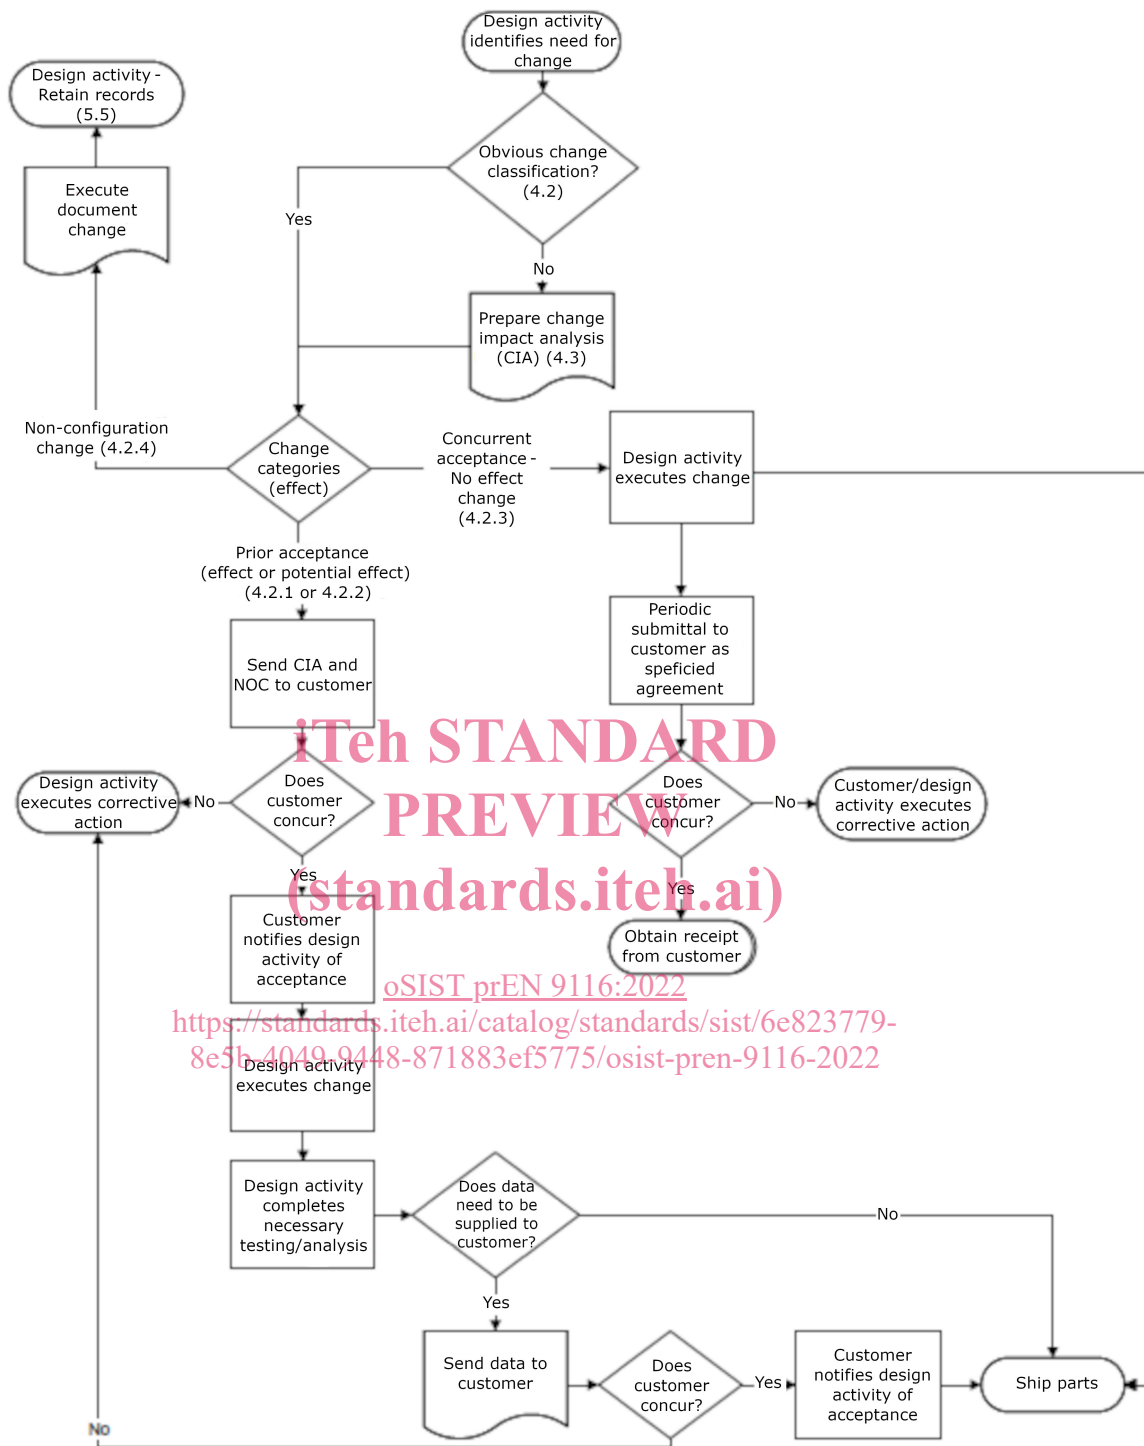 Design activity
identifies need for
change
Design activity -
Retain records
(5.5)
Obvious change
classification?
(4.2)
Execute
document
change
Yes
No
Prepare change
impact analysis
(CIA) (4.3)
Non-configuration
change (4.2.4)
Change
categories
(effect)
Concurrent
acceptance -
No effect
change
(4.2.3)
Design activity
executes change
Prior acceptance
(effect or potential effect)
(4.2.1 or 4.2.2)
Periodic
submittal to
customer as
speficied
agreement
Send CIA and
NOC to customer
iTeh STANDARD
PREVIEW
(standards.iteh.ai)
Design activity
executes corrective
action
No
Does
customer
concur?
Does
customer
concur?
No
Customer/design
activity executes
corrective action
Yes
Yes
Customer
notifies design
activity of
acceptance
Obtain receipt
from customer
oSIST prEN 9116:2022
https://standards.iteh.ai/catalog/standards/sist/6e823779-
8e5b-4049-9448-871883ef5775/osist-pren-9116-2022
Design activity
executes change
Design activity
completes
necessary
testing/analysis
Does data
need to be
supplied to
customer?
No
Yes
Send data to
customer
Does
customer
concur?
Yes
Customer
notifies design
activity of
acceptance
Ship parts
No